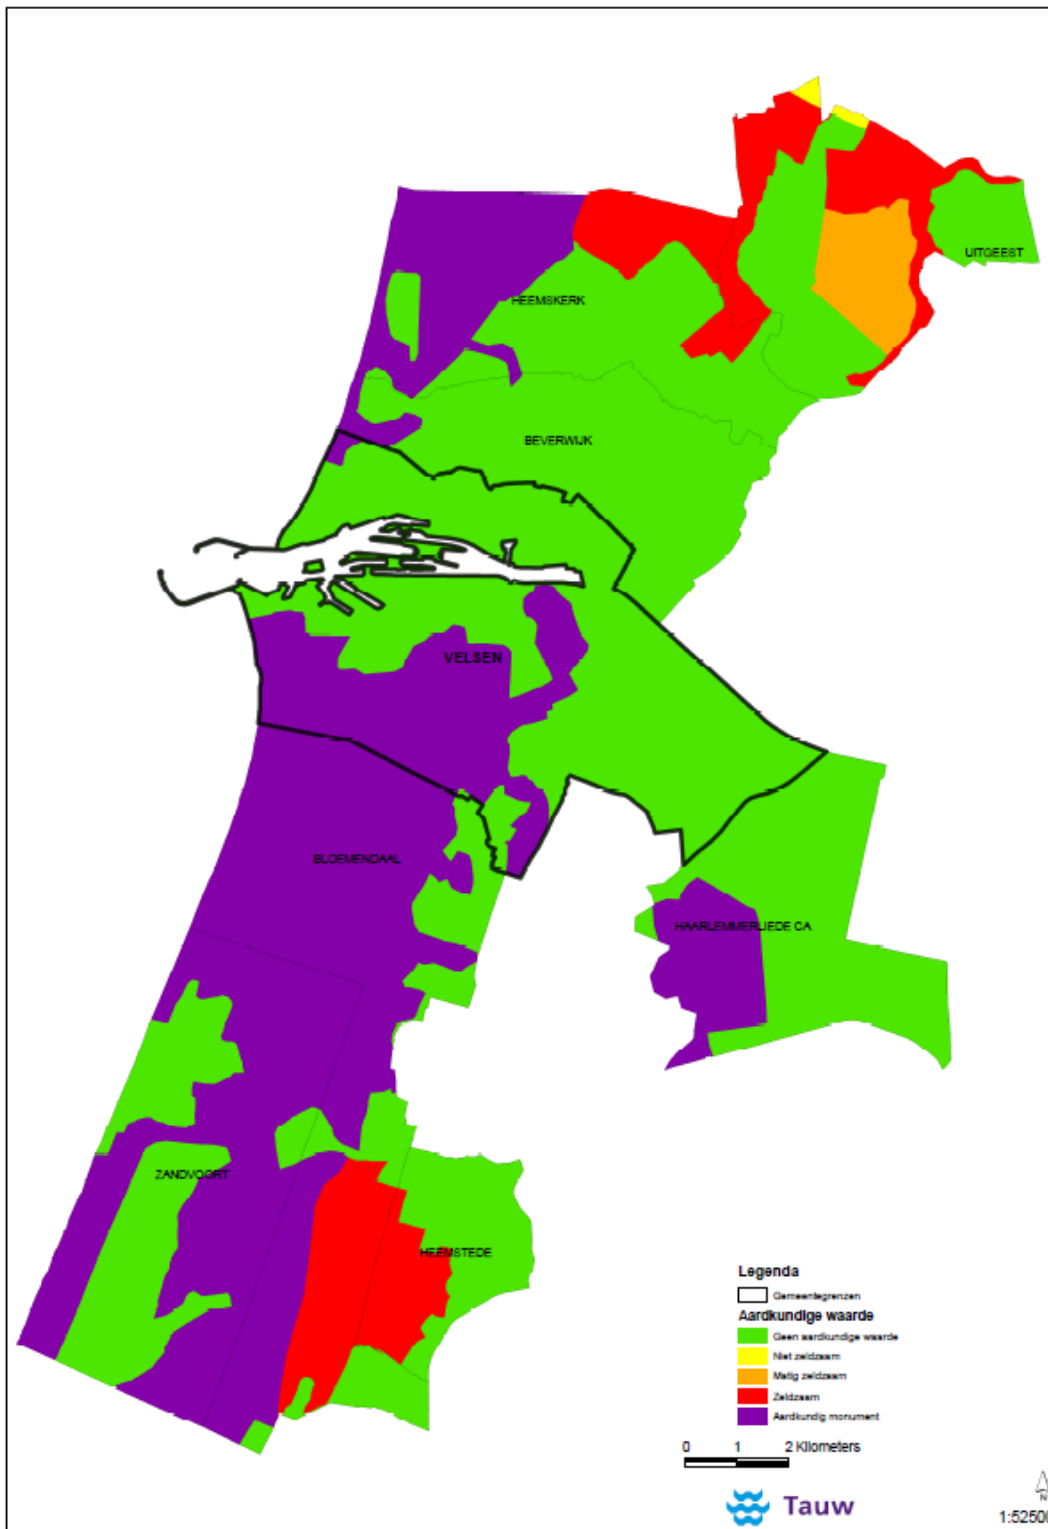 UITGEEST
HEEMSKERK
BEVERWIJK
VELSEN
BLOEMENDAAL
HAARLEMMERLIEDE CA
ZANDVOORT
HEEMSTEDE
Legenda
Gemeentegrenzen
Aardkundige waarde
Geen aardkundige waarde
Niet zeldzaam
Matig zeldzaam
Zeldzaam
Aardkundig monument
0 1 2 Kilometers
N
Tauw